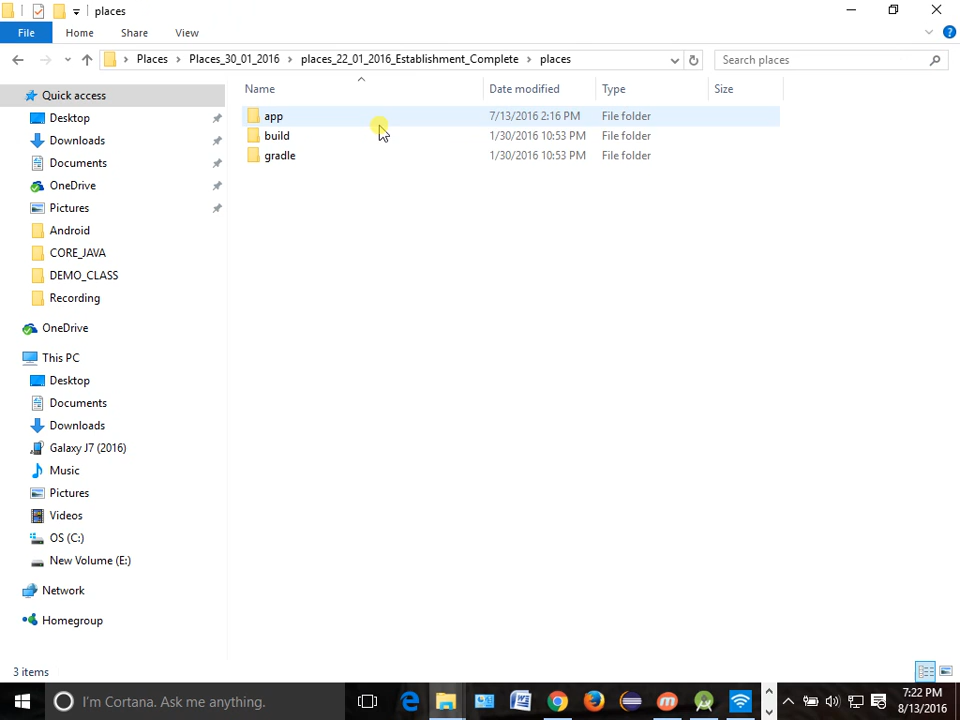 places
File Home Share View
Places Places_30_01_2016 places_22_01_2016_Establishment_Complete places
Search places
Name Date modified Type Size
Quick access
Desktop
Downloads
Documents
OneDrive
Pictures
Android
CORE_JAVA
DEMO_CLASS
Recording
OneDrive
This PC
Desktop
Documents
Downloads
Galaxy J7 (2016)
Music
Pictures
Videos
OS (C:)
New Volume (E:)
Network
Homegroup
app 7/13/2016 2:16 PM File folder
build 1/30/2016 10:53 PM File folder
gradle 1/30/2016 10:53 PM File folder
3 items
I'm Cortana. Ask me anything.
7:22 PM
8/13/2016